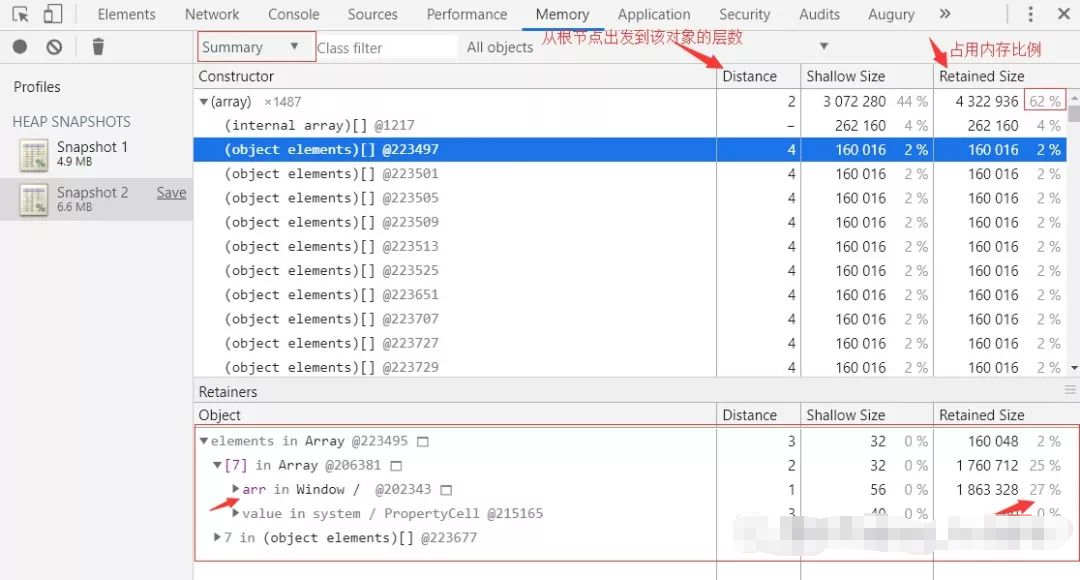 Elements Network Console Sources Performance Memory Application Security Audits Augury »
Summary ▼ Class filter All objects ▼
从根节点出发到该对象的层数
占用内存比例
Profiles
HEAP SNAPSHOTS
Snapshot 1
4.9 MB
Snapshot 2 Save
6.6 MB
Constructor Distance Shallow Size Retained Size
▼(array) ×1487 2 3 072 280 44 % 4 322 936 62 %
(internal array)[] @1217 – 262 160 4 % 262 160 4 %
(object elements)[] @223497 4 160 016 2 % 160 016 2 %
(object elements)[] @223501 4 160 016 2 % 160 016 2 %
(object elements)[] @223505 4 160 016 2 % 160 016 2 %
(object elements)[] @223509 4 160 016 2 % 160 016 2 %
(object elements)[] @223513 4 160 016 2 % 160 016 2 %
(object elements)[] @223525 4 160 016 2 % 160 016 2 %
(object elements)[] @223651 4 160 016 2 % 160 016 2 %
(object elements)[] @223707 4 160 016 2 % 160 016 2 %
(object elements)[] @223727 4 160 016 2 % 160 016 2 %
(object elements)[] @223729 4 160 016 2 % 160 016 2 %
Retainers
Object Distance Shallow Size Retained Size
▼elements in Array @223495 3 32 0 % 160 048 2 %
▼[7] in Array @206381 2 32 0 % 1 760 712 25 %
▶arr in Window / @202343 1 56 0 % 1 863 328 27 %
▶value in system / PropertyCell @215165 3 40 0 % 0 %
▶7 in (object elements)[] @223677